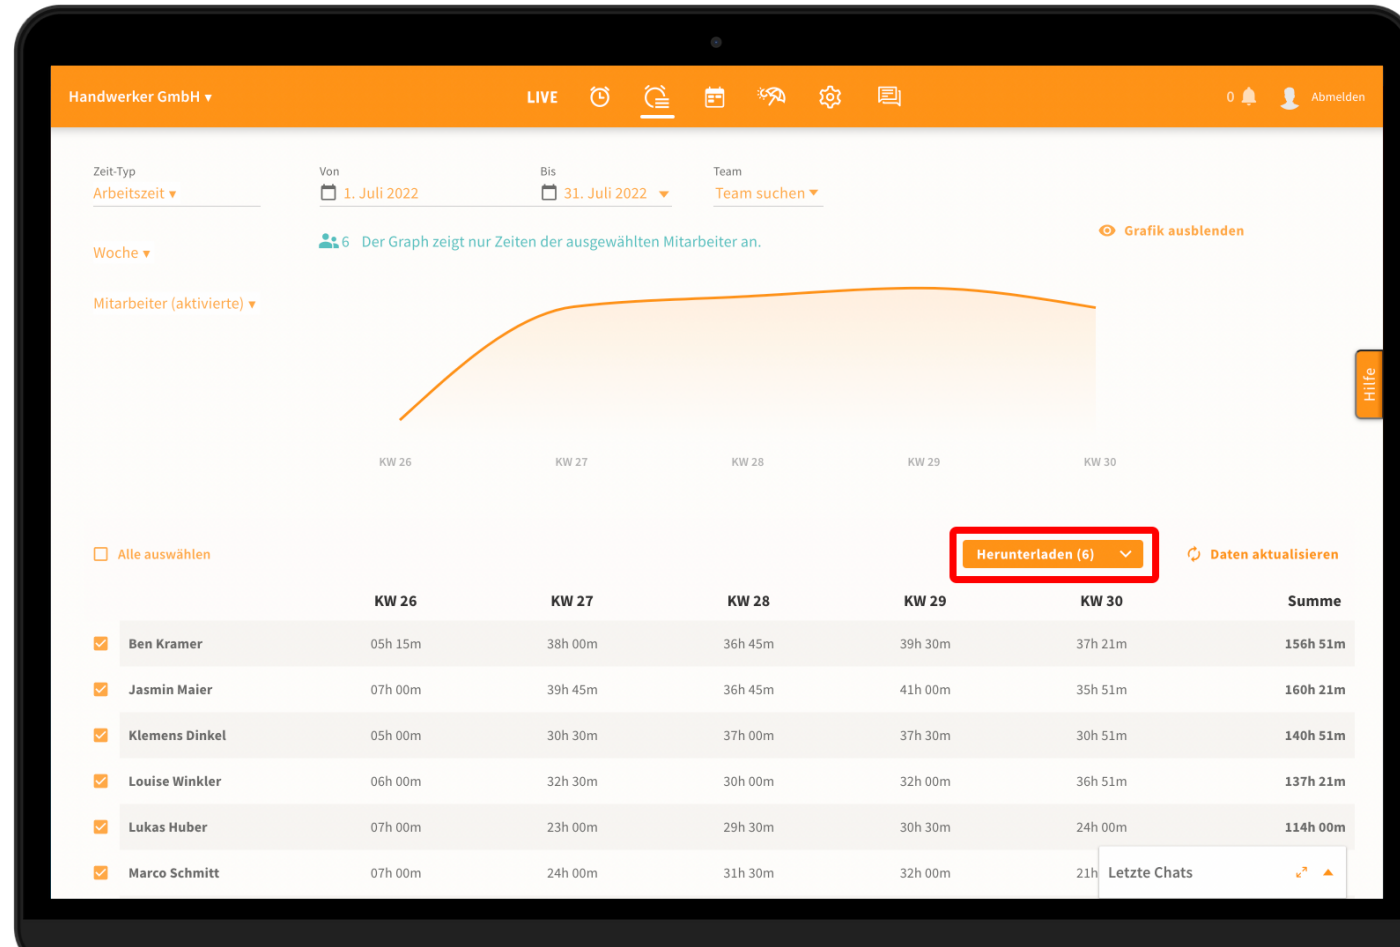 Handwerker GmbH ▾ LIVE 0 Abmelden
Zeit-Typ Von Bis Team
Arbeitszeit ▾ 1. Juli 2022 31. Juli 2022 ▾ Team suchen ▾
Woche ▾ 6 Der Graph zeigt nur Zeiten der ausgewählten Mitarbeiter an. Grafik ausblenden
Mitarbeiter (aktivierte) ▾
Hilfe
KW 26 KW 27 KW 28 KW 29 KW 30
Alle auswählen Herunterladen (6) Daten aktualisieren
KW 26 KW 27 KW 28 KW 29 KW 30 Summe
Ben Kramer 05h 15m 38h 00m 36h 45m 39h 30m 37h 21m 156h 51m
Jasmin Maier 07h 00m 39h 45m 36h 45m 41h 00m 35h 51m 160h 21m
Klemens Dinkel 05h 00m 30h 30m 37h 00m 37h 30m 30h 51m 140h 51m
Louise Winkler 06h 00m 32h 30m 30h 00m 32h 00m 36h 51m 137h 21m
Lukas Huber 07h 00m 23h 00m 29h 30m 30h 30m 24h 00m 114h 00m
Marco Schmitt 07h 00m 24h 00m 31h 30m 32h 00m 21h Letzte Chats